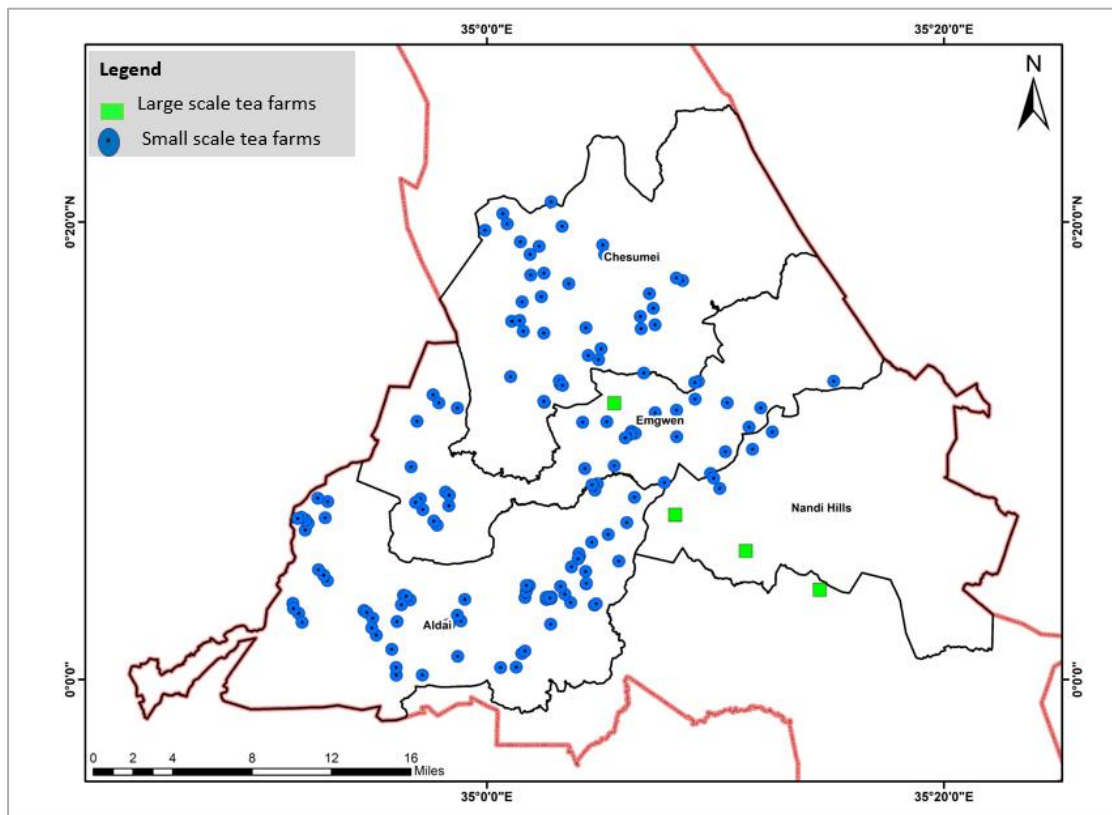 35°0'0"E
35°20'0"E
Legend
Large scale tea farms
Small scale tea farms
N
0°20'0"N
0°20'0"N
Chesumei
Emgwen
Nandi Hills
Aldai
0°0'0"
0°0'0"
0 2 4 8 12 16
Miles
35°0'0"E
35°20'0"E